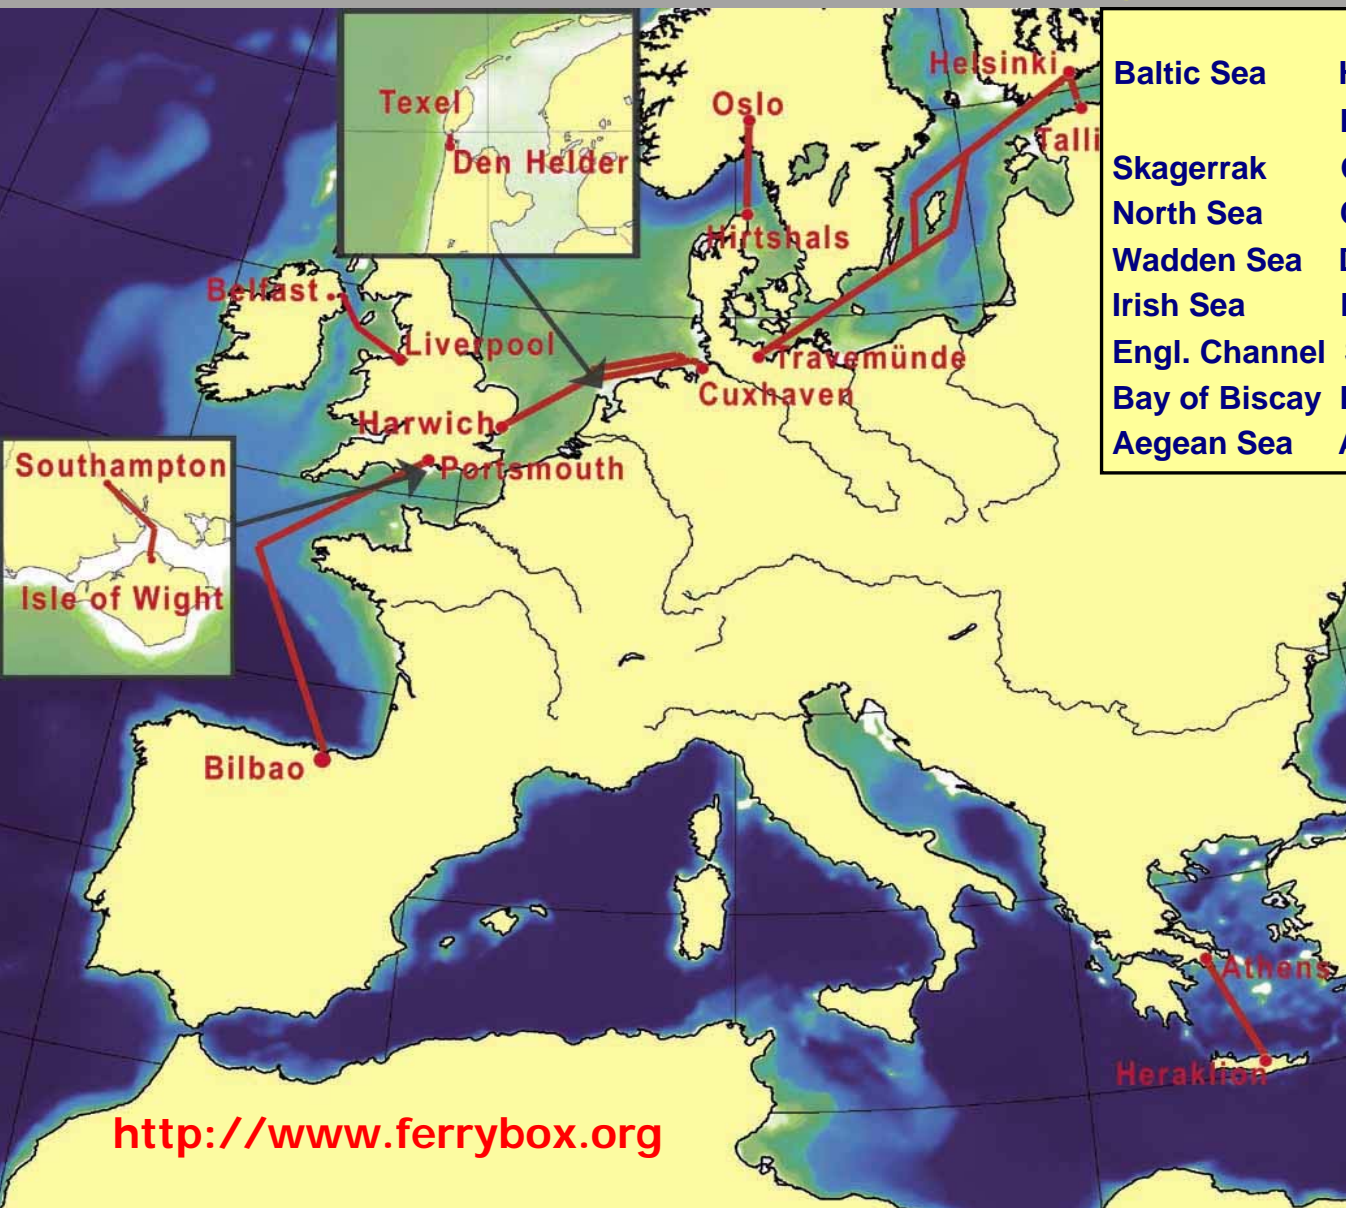 Texel
Den Helder
Oslo
Helsinki
Talli
Hirtshals
Belfast
Liverpool
Travemünde
Cuxhaven
Harwich
Portsmouth
Southampton
Isle of Wight
Bilbao
Athens
Heraklion
http://www.ferrybox.org
Baltic Sea H
Skagerrak
North Sea
Wadden Sea
Irish Sea
Engl. Channel
Bay of Biscay
Aegean Sea A